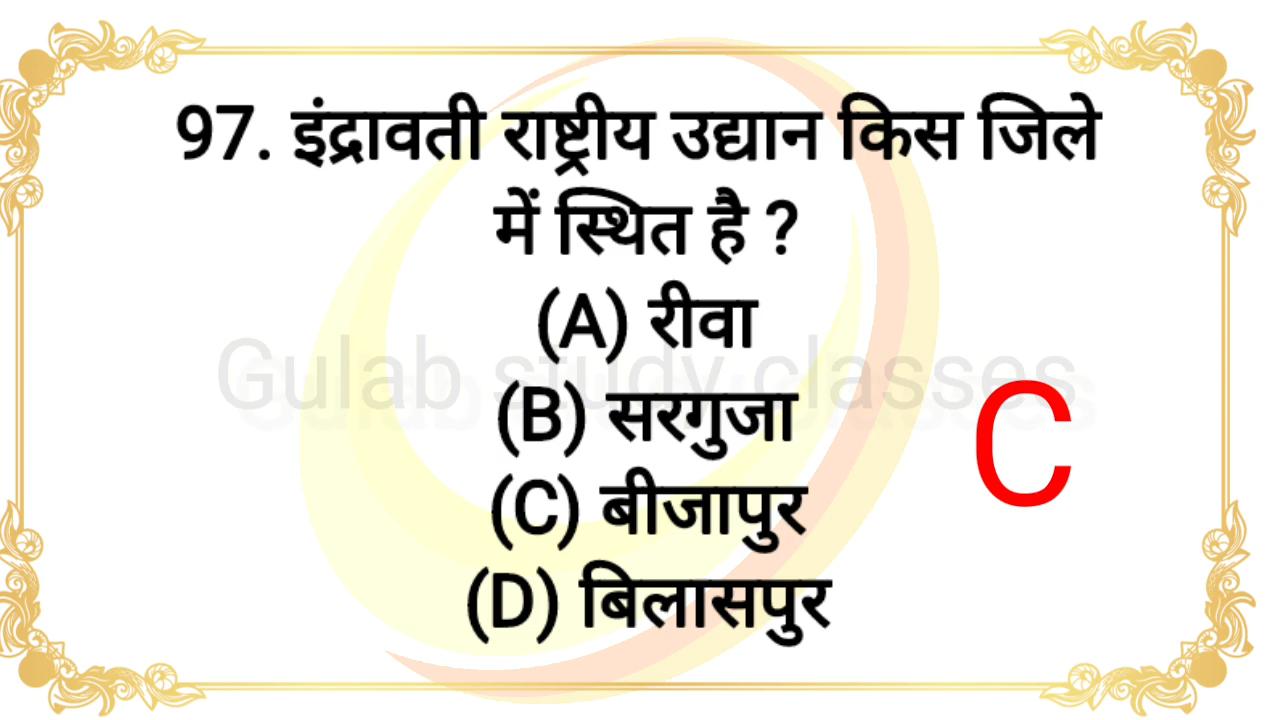 97. इंद्रावती राष्ट्रीय उद्यान किस जिले
में स्थित है ?
(A) रीवा
Gulab study classes
(B) सरगुजा
C
(C) बीजापुर
(D) बिलासपुर